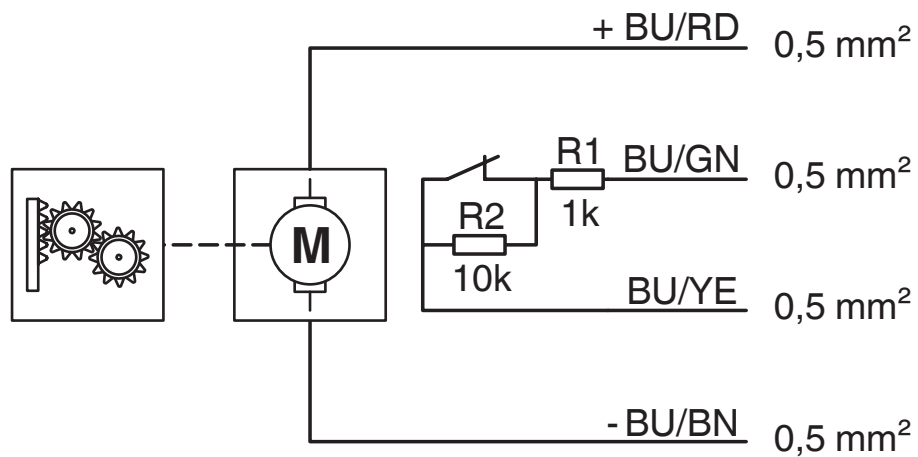 + BU/RD 0,5 mm²
R1 BU/GN 0,5 mm²
1k
R2
10k
M
BU/YE 0,5 mm²
- BU/BN 0,5 mm²